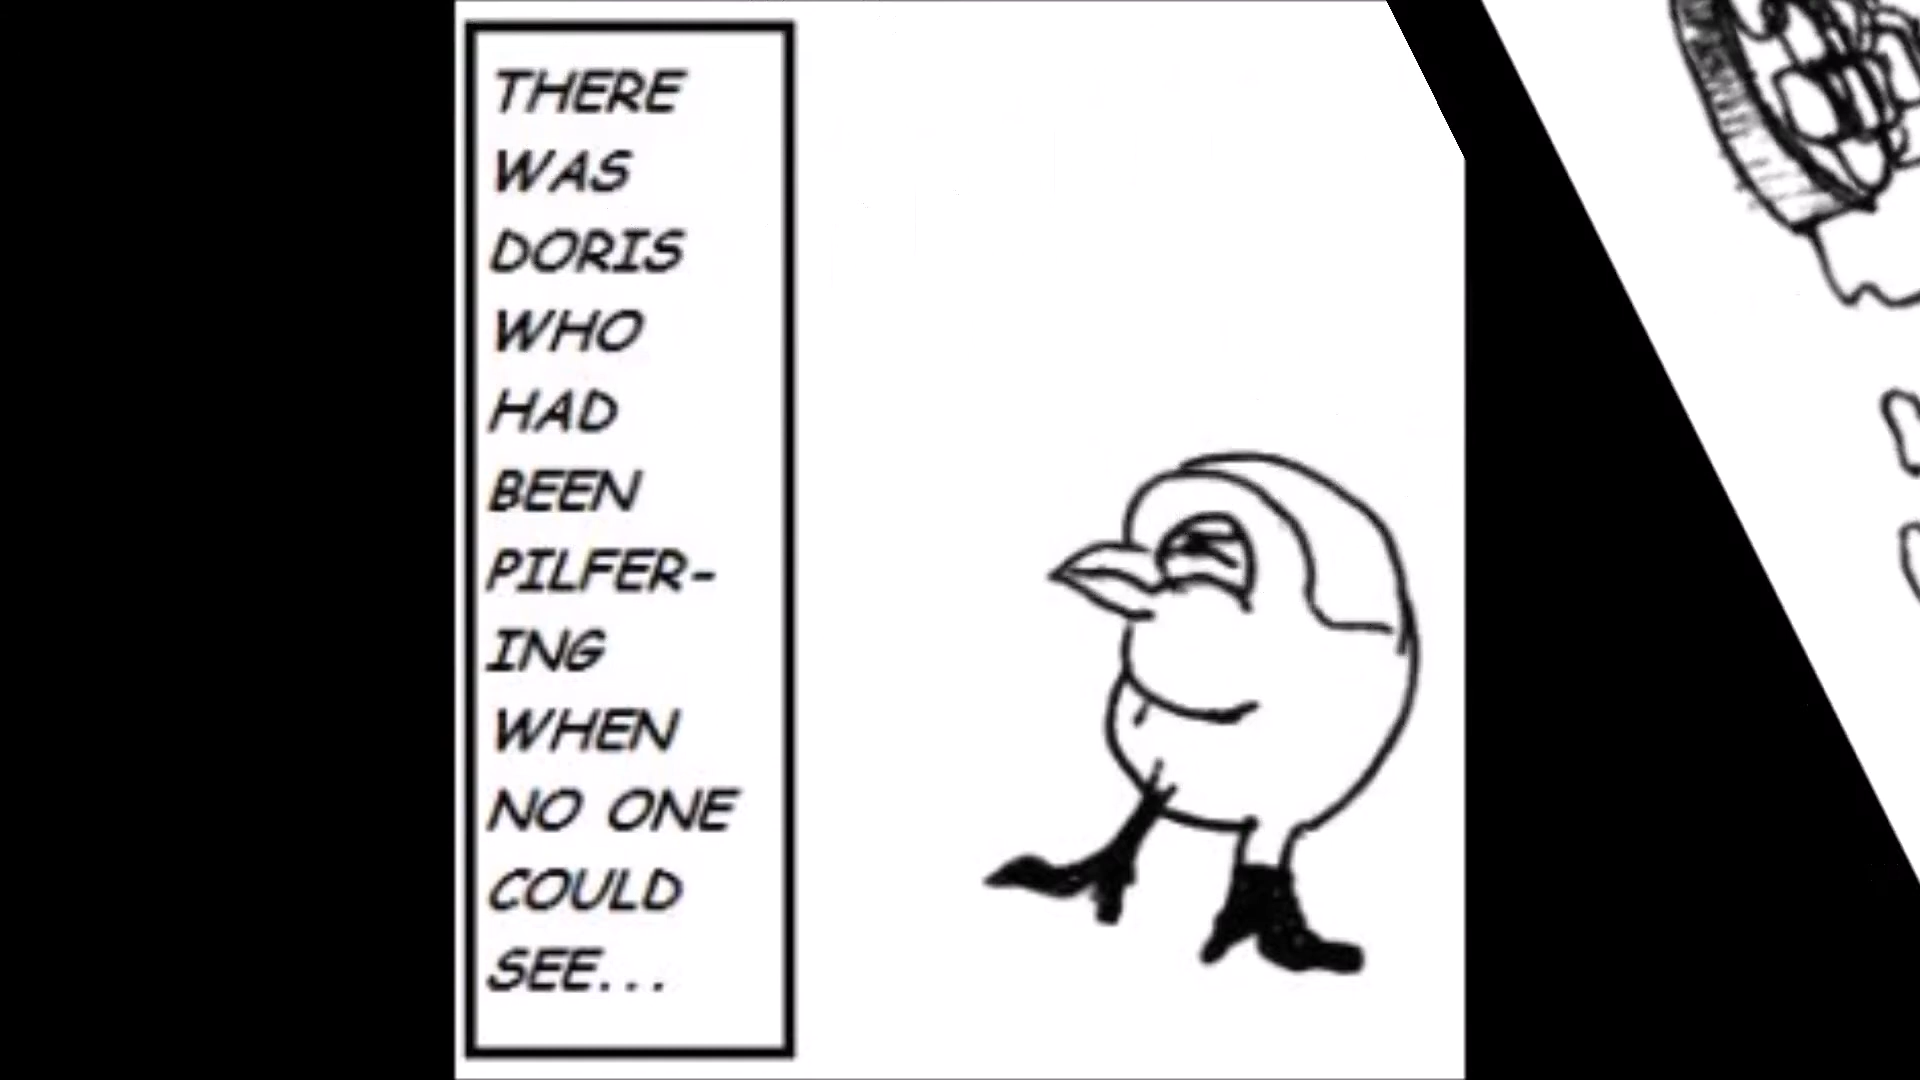 THERE
WAS
DORIS
WHO
HAD
BEEN
PILFER-
ING
WHEN
NO ONE
COULD
SEE...